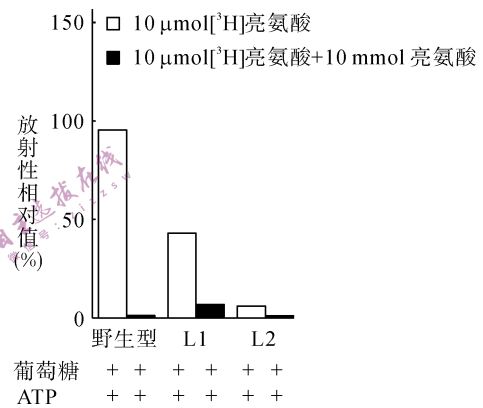 150
10 μmol[³H]亮氨酸
10 μmol[³H]亮氨酸+10 mmol 亮氨酸
100
50
0
放射性相对值(%)
野生型 L1 L2
葡萄糖 + + + + + +
ATP + + + + + +